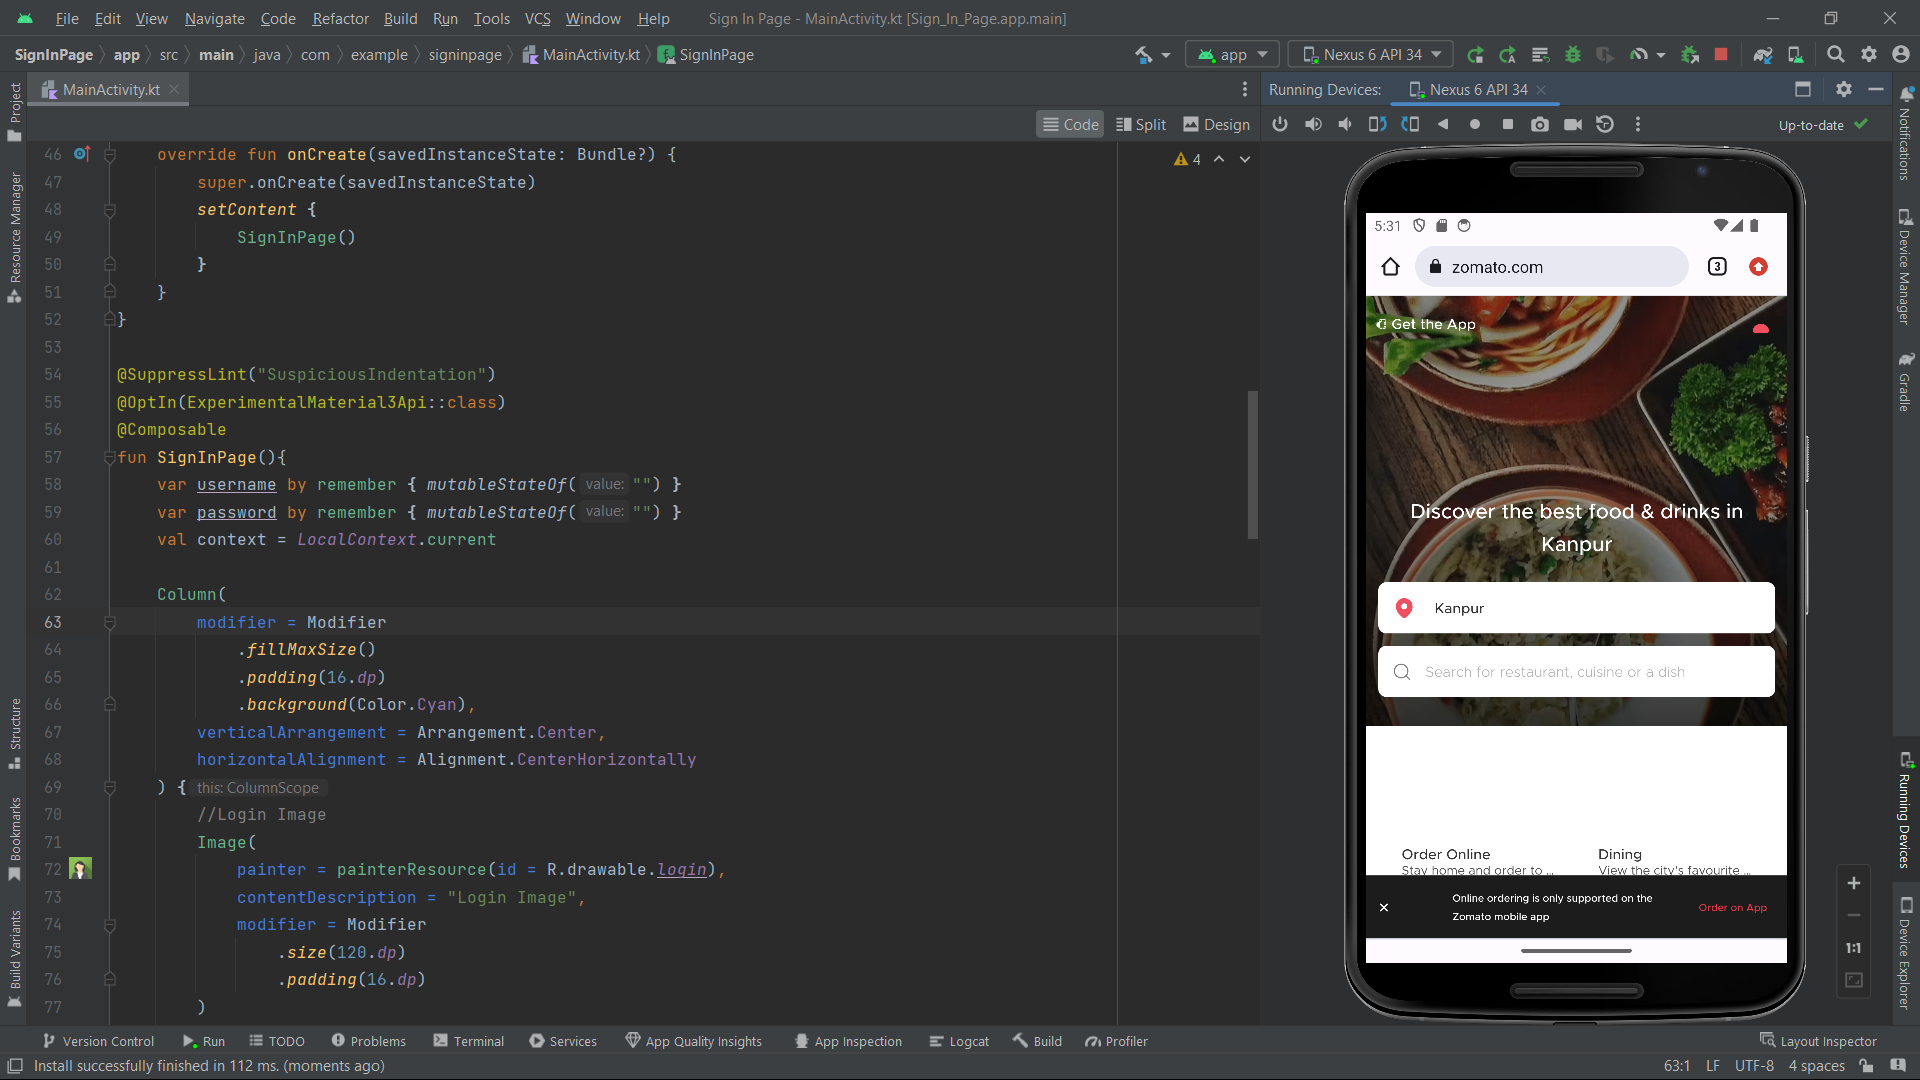 File Edit View Navigate Code Refactor Build Run Tools VCS Window Help Sign In Page - MainActivity.kt [Sign_In_Page.app.main]
SignInPage app src main java com example signinpage MainActivity.kt SignInPage app Nexus 6 API 34
MainActivity.kt
Running Devices: Nexus 6 API 34
Code Split Design
Up-to-date
4
46 override fun onCreate(savedInstanceState: Bundle?) {
47 super.onCreate(savedInstanceState)
48 setContent {
49 SignInPage()
50 }
51 }
52 }
53
54 @SuppressLint("SuspiciousIndentation")
55 @OptIn(ExperimentalMaterial3Api::class)
56 @Composable
57 fun SignInPage(){
58 var username by remember { mutableStateOf( value: "") }
59 var password by remember { mutableStateOf( value: "") }
60 val context = LocalContext.current
61
62 Column(
63 modifier = Modifier
64 .fillMaxSize()
65 .padding(16.dp)
66 .background(Color.Cyan),
67 verticalArrangement = Arrangement.Center,
68 horizontalAlignment = Alignment.CenterHorizontally
69 ) { this: ColumnScope
70 //Login Image
71 Image(
72 painter = painterResource(id = R.drawable.login),
73 contentDescription = "Login Image",
74 modifier = Modifier
75 .size(120.dp)
76 .padding(16.dp)
77 )
5:31
zomato.com
3
Get the App
Discover the best food & drinks in
Kanpur
Kanpur
Search for restaurant, cuisine or a dish
Order Online
Stay home and order to ...
Dining
View the city's favourite ...
Online ordering is only supported on the
Zomato mobile app
Order on App
1:1
Project
Resource Manager
Structure
Bookmarks
Build Variants
Notifications
Device Manager
Gradle
Running Devices
Device Explorer
Version Control Run TODO Problems Terminal Services App Quality Insights App Inspection Logcat Build Profiler Layout Inspector
Install successfully finished in 112 ms. (moments ago) 63:1 LF UTF-8 4 spaces